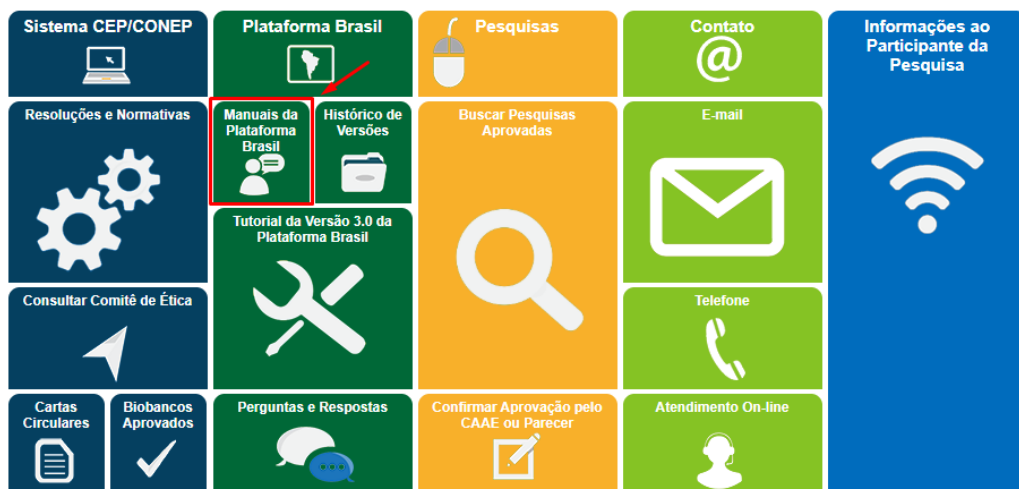 Sistema CEP/CONEP
Plataforma Brasil
Pesquisas
Contato
@
Informações ao
Participante da
Pesquisa
Resoluções e Normativas
Manuais da
Plataforma
Brasil
Histórico de
Versões
Buscar Pesquisas
Aprovadas
E-mail
Tutorial da Versão 3.0 da
Plataforma Brasil
Consultar Comitê de Ética
Telefone
Cartas
Circulares
Biobancos
Aprovados
Perguntas e Respostas
Confirmar Aprovação pelo
CAAE ou Parecer
Atendimento On-line